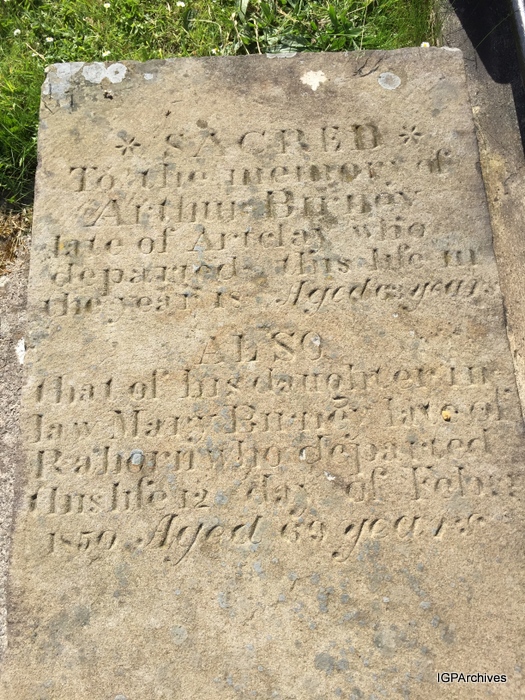 * SACRED *
To the memory of
Arthur Birney
late of Artclay who
departed this life in
the year 18 Aged years
ALSO
that of his daughter in
law Mary Birney late of
Rahorn who departed
this life 12 day of Febr
1850 Aged 69 years
IGPArchives